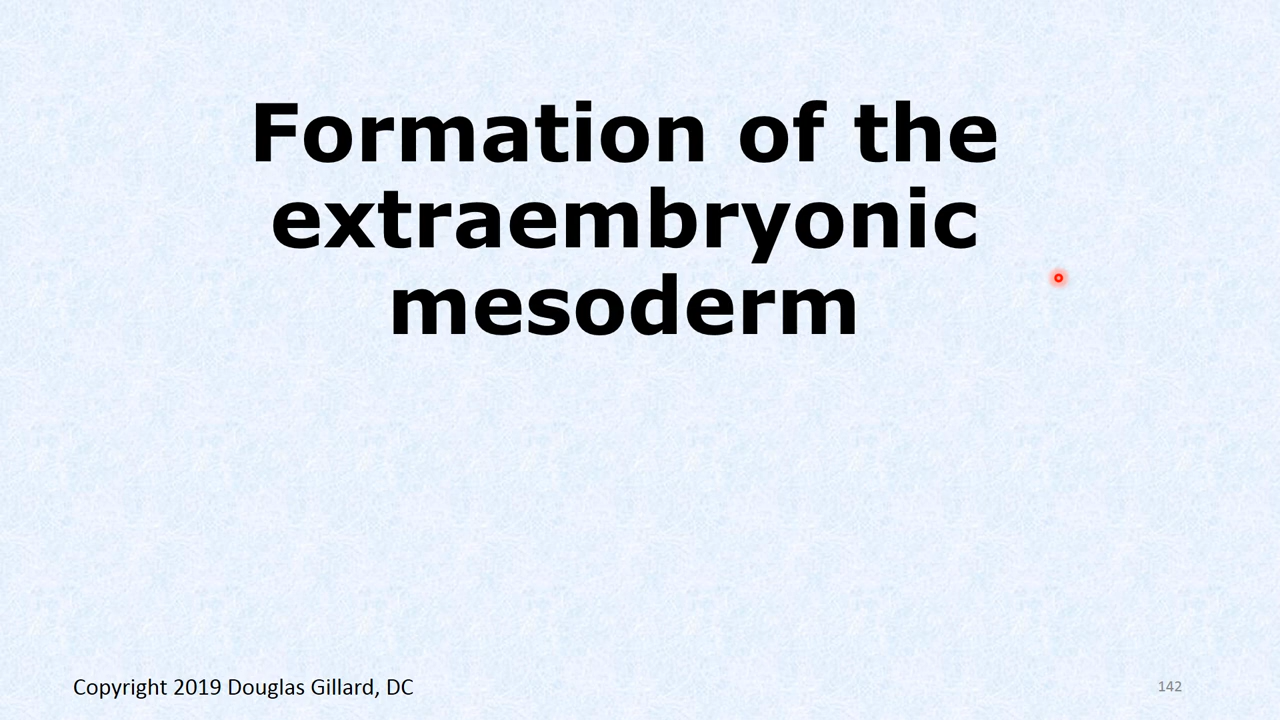 Formation of the
extraembryonic
mesoderm
Copyright 2019 Douglas Gillard, DC
142